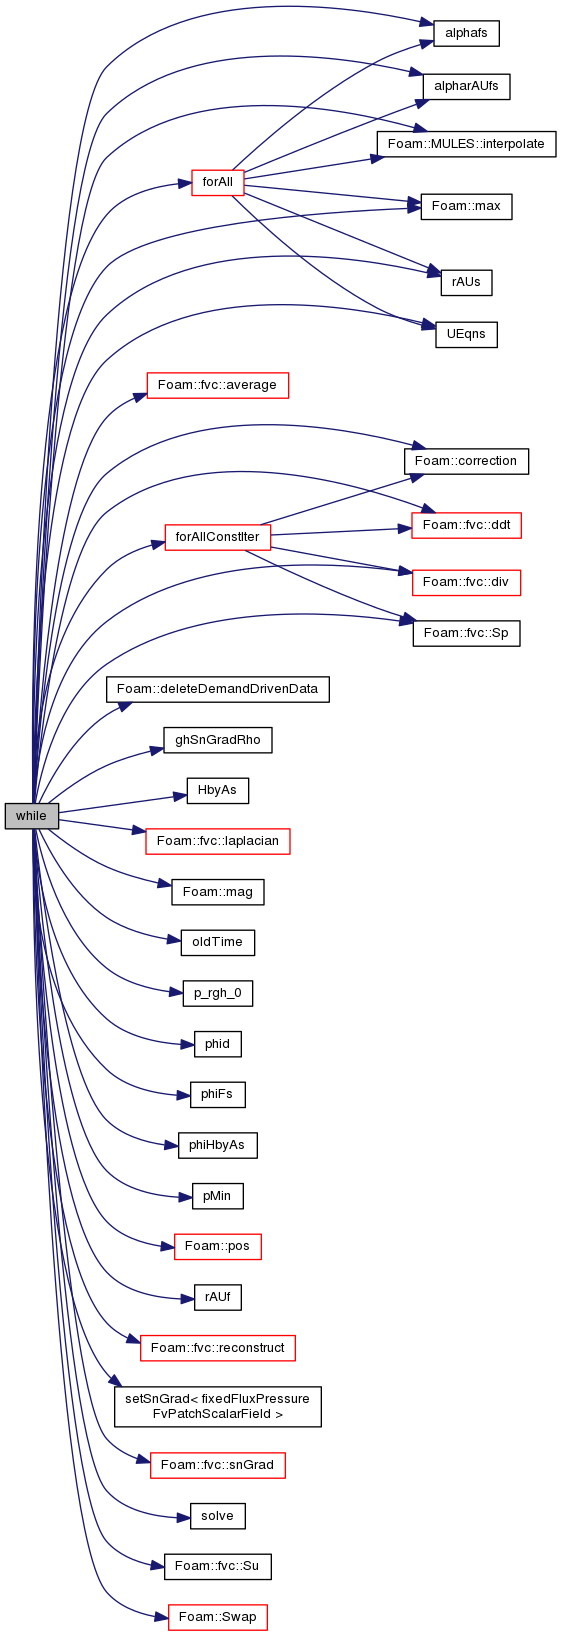 alphafs
alpharAUfs
Foam::MULES::interpolate
forAll
Foam::max
rAUs
UEqns
Foam::fvc::average
Foam::correction
Foam::fvc::ddt
forAllConstIter
Foam::fvc::div
Foam::fvc::Sp
Foam::deleteDemandDrivenData
ghSnGradRho
HbyAs
while
Foam::fvc::laplacian
Foam::mag
oldTime
p_rgh_0
phid
phiFs
phiHbyAs
pMin
Foam::pos
rAUf
Foam::fvc::reconstruct
setSnGrad< fixedFluxPressure
FvPatchScalarField >
Foam::fvc::snGrad
solve
Foam::fvc::Su
Foam::Swap